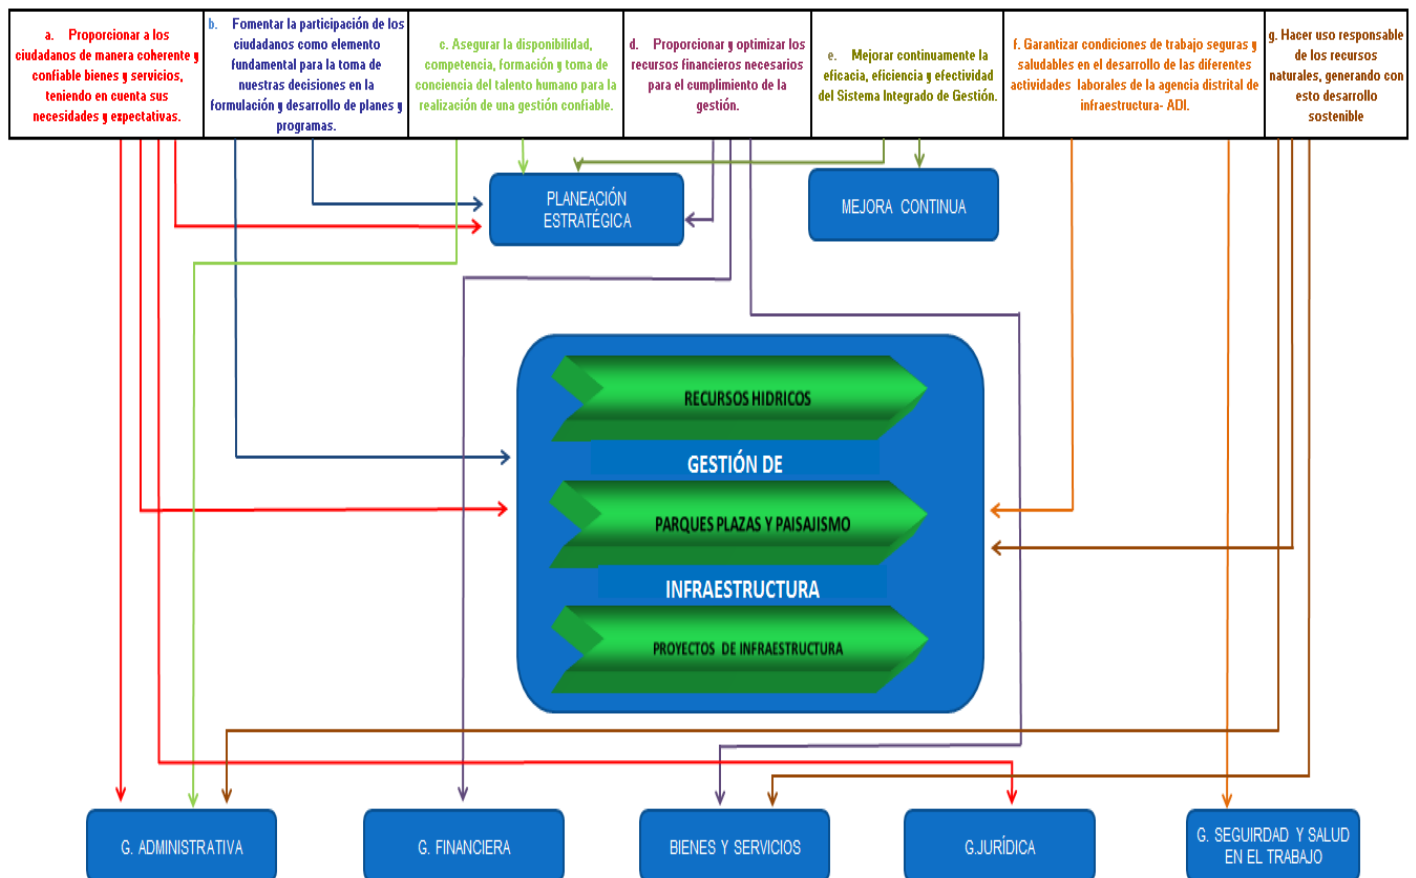 a. Proporcionar a los
ciudadanos de manera coherente y
confiable bienes y servicios,
teniendo en cuenta sus
necesidades y expectativas.
b. Fomentar la participación de los
ciudadanos como elemento
fundamental para la toma de
nuestras decisiones en la
formulación y desarrollo de planes y
programas.
c. Asegurar la disponibilidad,
competencia, formación y toma de
conciencia del talento humano para la
realización de una gestión confiable.
d. Proporcionar y optimizar los
recursos financieros necesarios
para el cumplimiento de la
gestión.
e. Mejorar continuamente la
eficacia, eficiencia y efectividad
del Sistema Integrado de Gestión.
f. Garantizar condiciones de trabajo seguras y
saludables en el desarrollo de las diferentes
actividades laborales de la agencia distrital de
infraestructura- ADI.
g. Hacer uso responsable
de los recursos
naturales, generando con
esto desarrollo
sostenible
PLANEACIÓN
ESTRATÉGICA
MEJORA CONTINUA
RECURSOS HIDRICOS
GESTIÓN DE
PARQUES PLAZAS Y PAISAJISMO
INFRAESTRUCTURA
PROYECTOS DE INFRAESTRUCTURA
G. ADMINISTRATIVA
G. FINANCIERA
BIENES Y SERVICIOS
G.JURÍDICA
G. SEGUIRDAD Y SALUD
EN EL TRABAJO